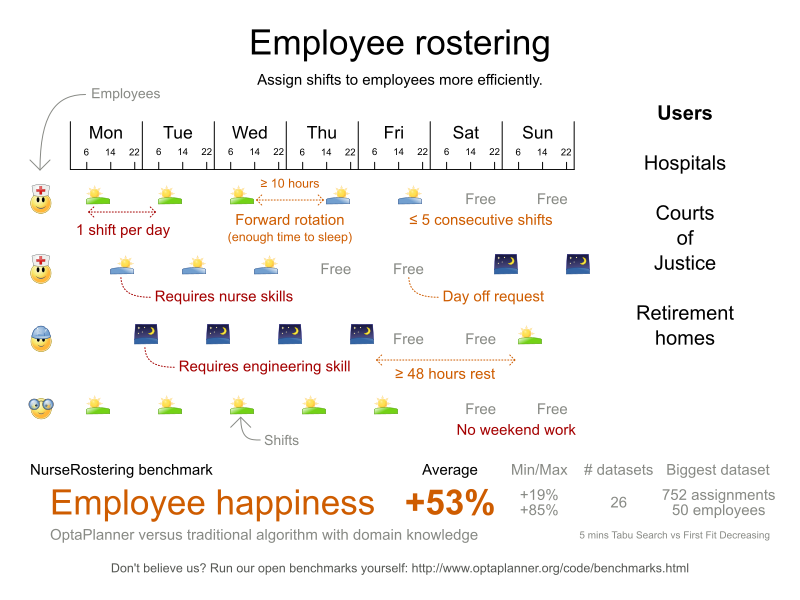 Employee rostering
Assign shifts to employees more efficiently.
Employees
Users
Mon Tue Wed Thu Fri Sat Sun
6 14 22 6 14 22 6 14 22 6 14 22 6 14 22 6 14 22 6 14 22
Hospitals
≥ 10 hours
Free Free
1 shift per day
Forward rotation
(enough time to sleep)
≤ 5 consecutive shifts
Courts
of
Justice
Free Free
Requires nurse skills
Day off request
Retirement
homes
Free Free
Requires engineering skill
≥ 48 hours rest
Free Free
No weekend work
Shifts
NurseRostering benchmark
Average
Min/Max
# datasets
Biggest dataset
Employee happiness
+53%
+19%
+85%
26
752 assignments
50 employees
OptaPlanner versus traditional algorithm with domain knowledge
5 mins Tabu Search vs First Fit Decreasing
Don't believe us? Run our open benchmarks yourself: http://www.optaplanner.org/code/benchmarks.html